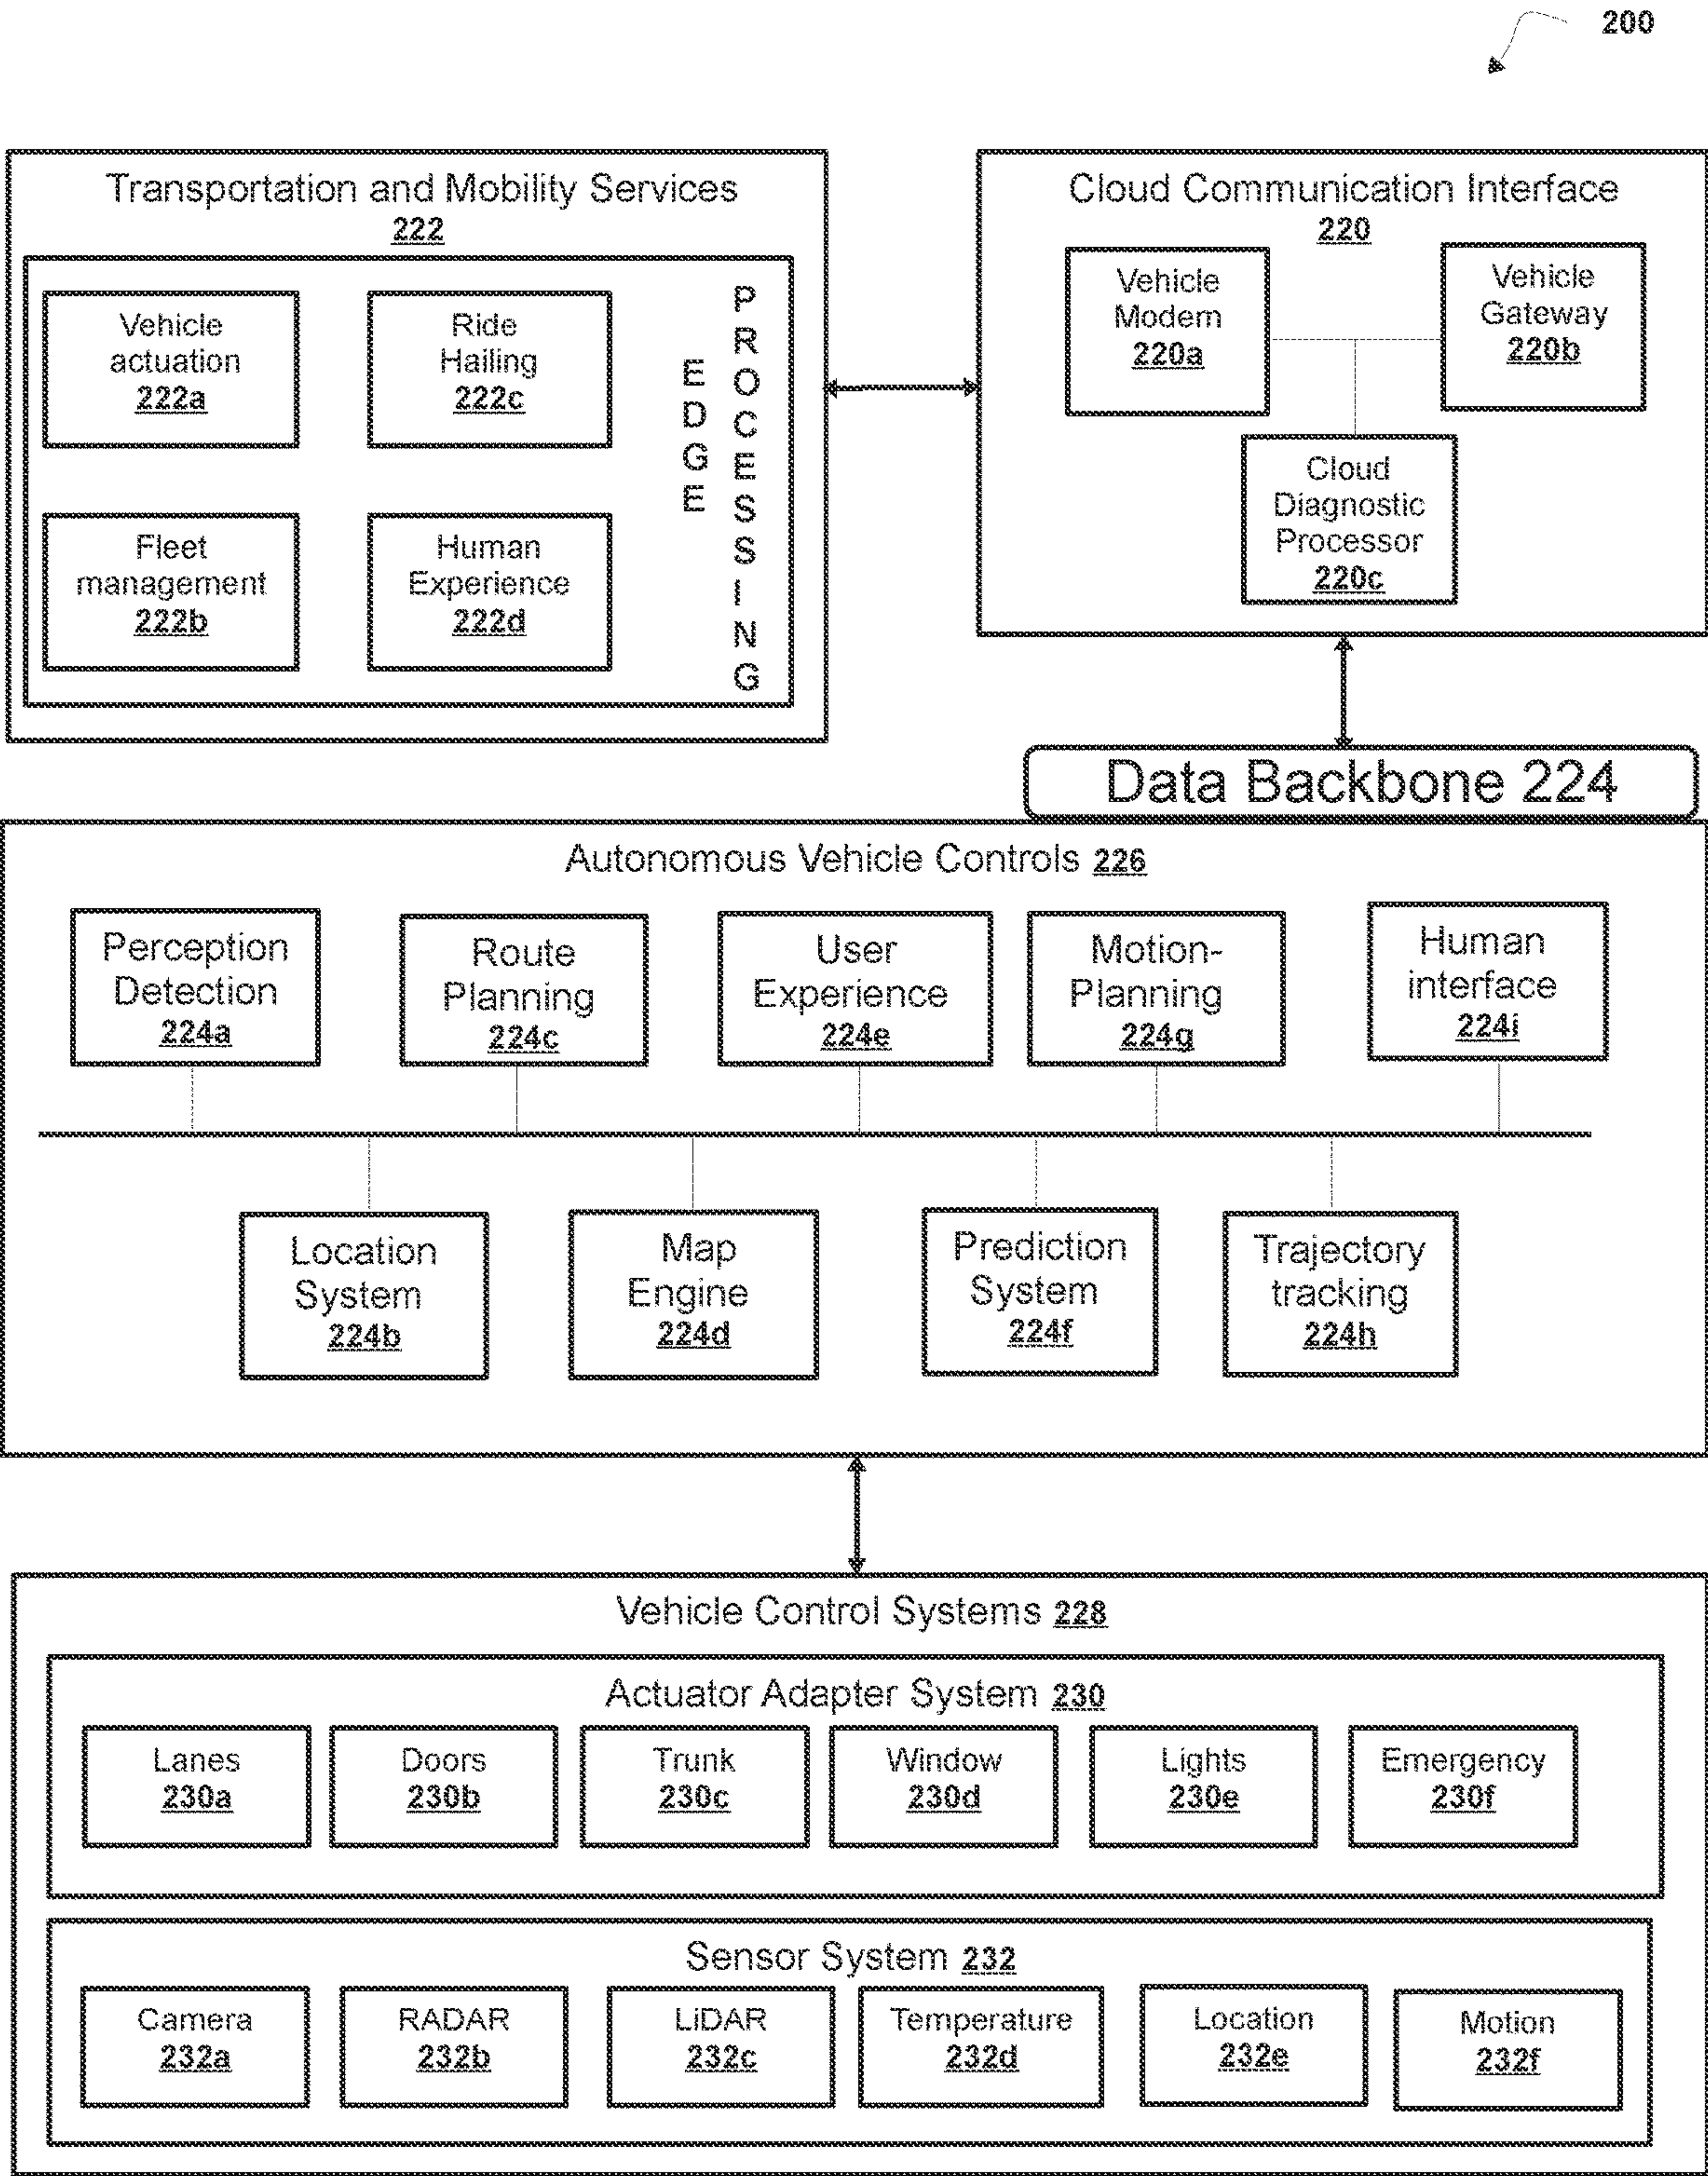 200
Transportation and Mobility Services
222
Vehicle
actuation
222a
Ride
Hailing
222c
Fleet
management
222b
Human
Experience
222d
EDGE
PROCESSING
Cloud Communication Interface
220
Vehicle
Modem
220a
Vehicle
Gateway
220b
Cloud
Diagnostic
Processor
220c
Data Backbone 224
Autonomous Vehicle Controls 226
Perception
Detection
224a
Route
Planning
224c
User
Experience
224e
Motion-
Planning
224g
Human
interface
224i
Location
System
224b
Map
Engine
224d
Prediction
System
224f
Trajectory
tracking
224h
Vehicle Control Systems 228
Actuator Adapter System 230
Lanes
230a
Doors
230b
Trunk
230c
Window
230d
Lights
230e
Emergency
230f
Sensor System 232
Camera
232a
RADAR
232b
LiDAR
232c
Temperature
232d
Location
232e
Motion
232f